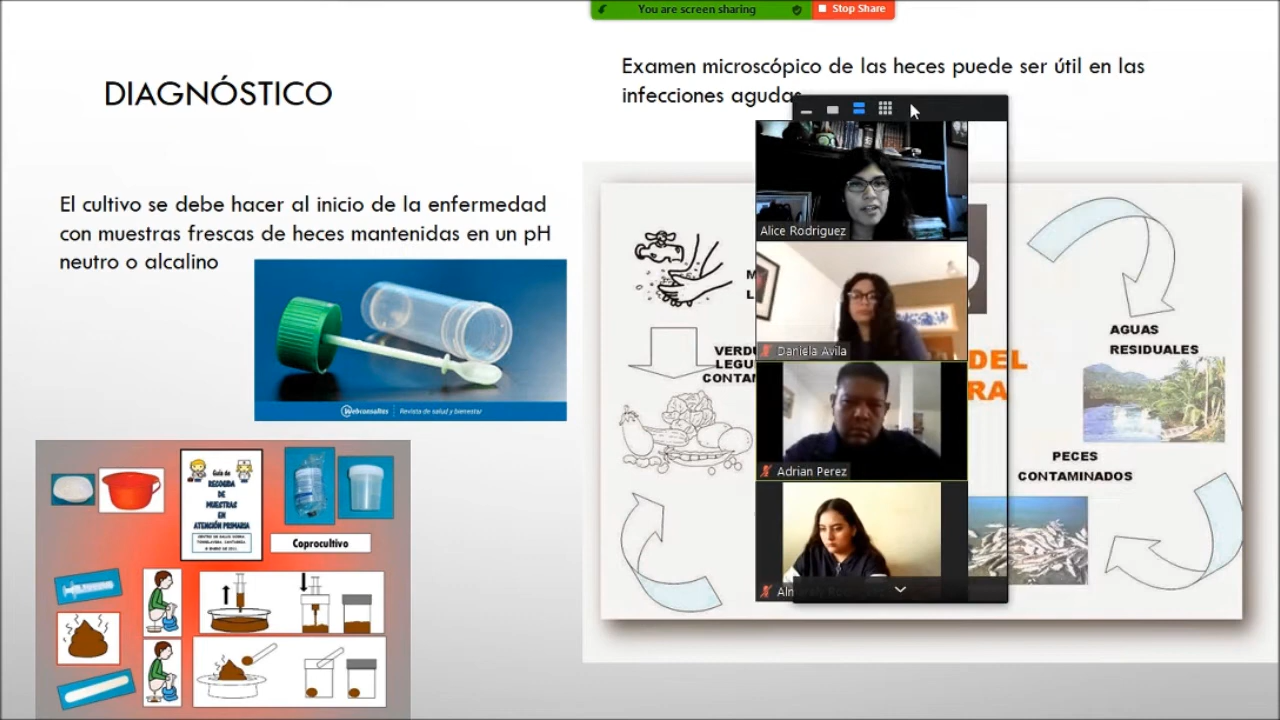 You are screen sharing
Stop Share
DIAGNÓSTICO
Examen microscópico de las heces puede ser útil en las
infecciones agudas
El cultivo se debe hacer al inicio de la enfermedad
con muestras frescas de heces mantenidas en un pH
neutro o alcalino
Webconsultas
Revista de salud y bienestar
Guía de
RECOGIDA
DE
MUESTRAS
EN
ATENCIÓN PRIMARIA
Coprocultivo
Alice Rodriguez
Daniela Avila
Adrian Perez
DEL
AGUAS
RESIDUALES
PECES
CONTAMINADOS